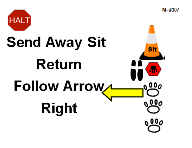 HALT
Send Away Sit
Return
Follow Arrow
Right
Sit